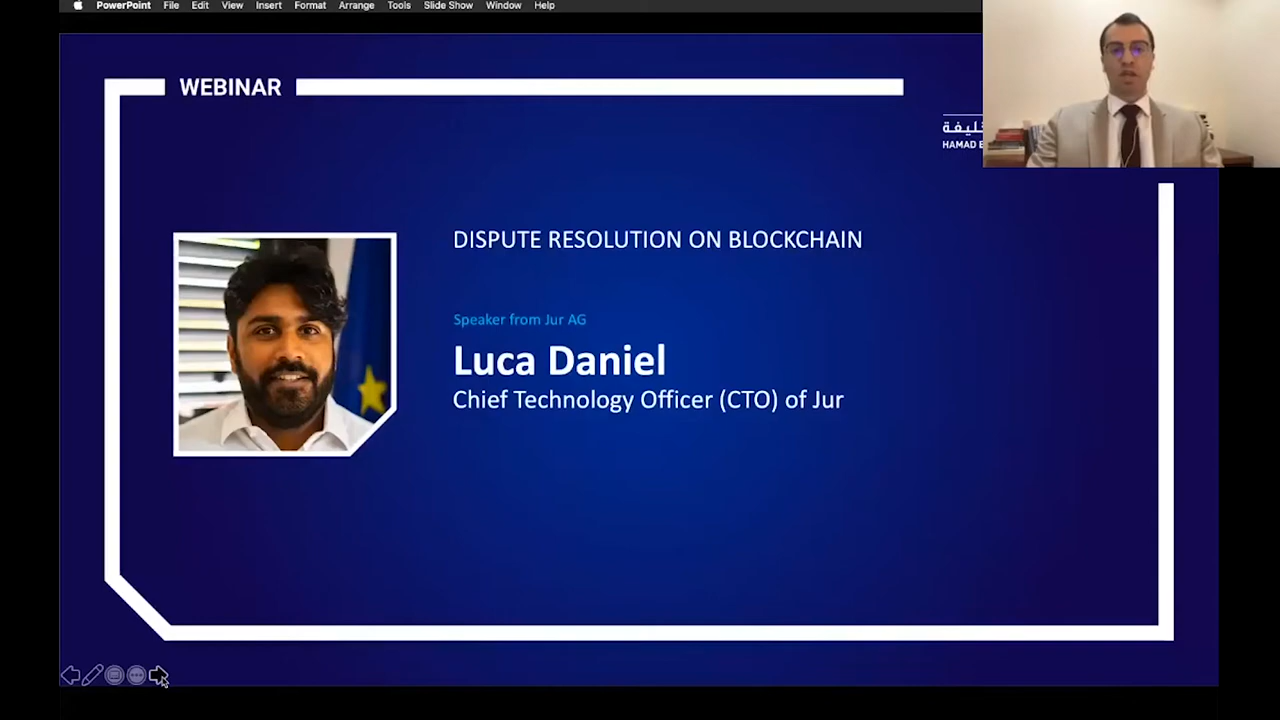 PowerPoint File Edit View Insert Format Arrange Tools Slide Show Window Help
WEBINAR
HAMAD
DISPUTE RESOLUTION ON BLOCKCHAIN
Speaker from Jur AG
Luca Daniel
Chief Technology Officer (CTO) of Jur